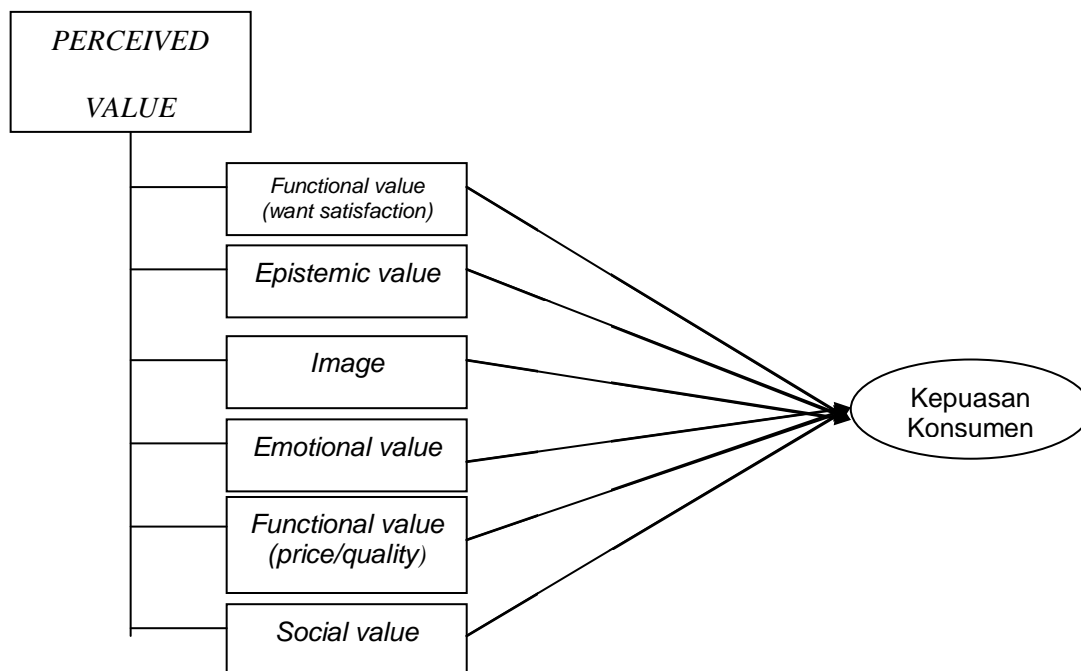 PERCEIVED
VALUE
Functional value
(want satisfaction)
Epistemic value
Image
Emotional value
Functional value
(price/quality)
Social value
Kepuasan
Konsumen